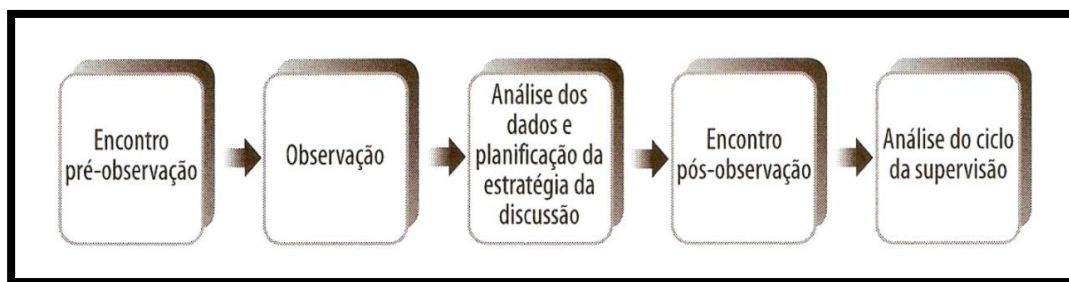 Encontro
pré-observação
Observação
Análise dos
dados e
planificação da
estratégia da
discussão
Encontro
pós-observação
Análise do ciclo
da supervisão